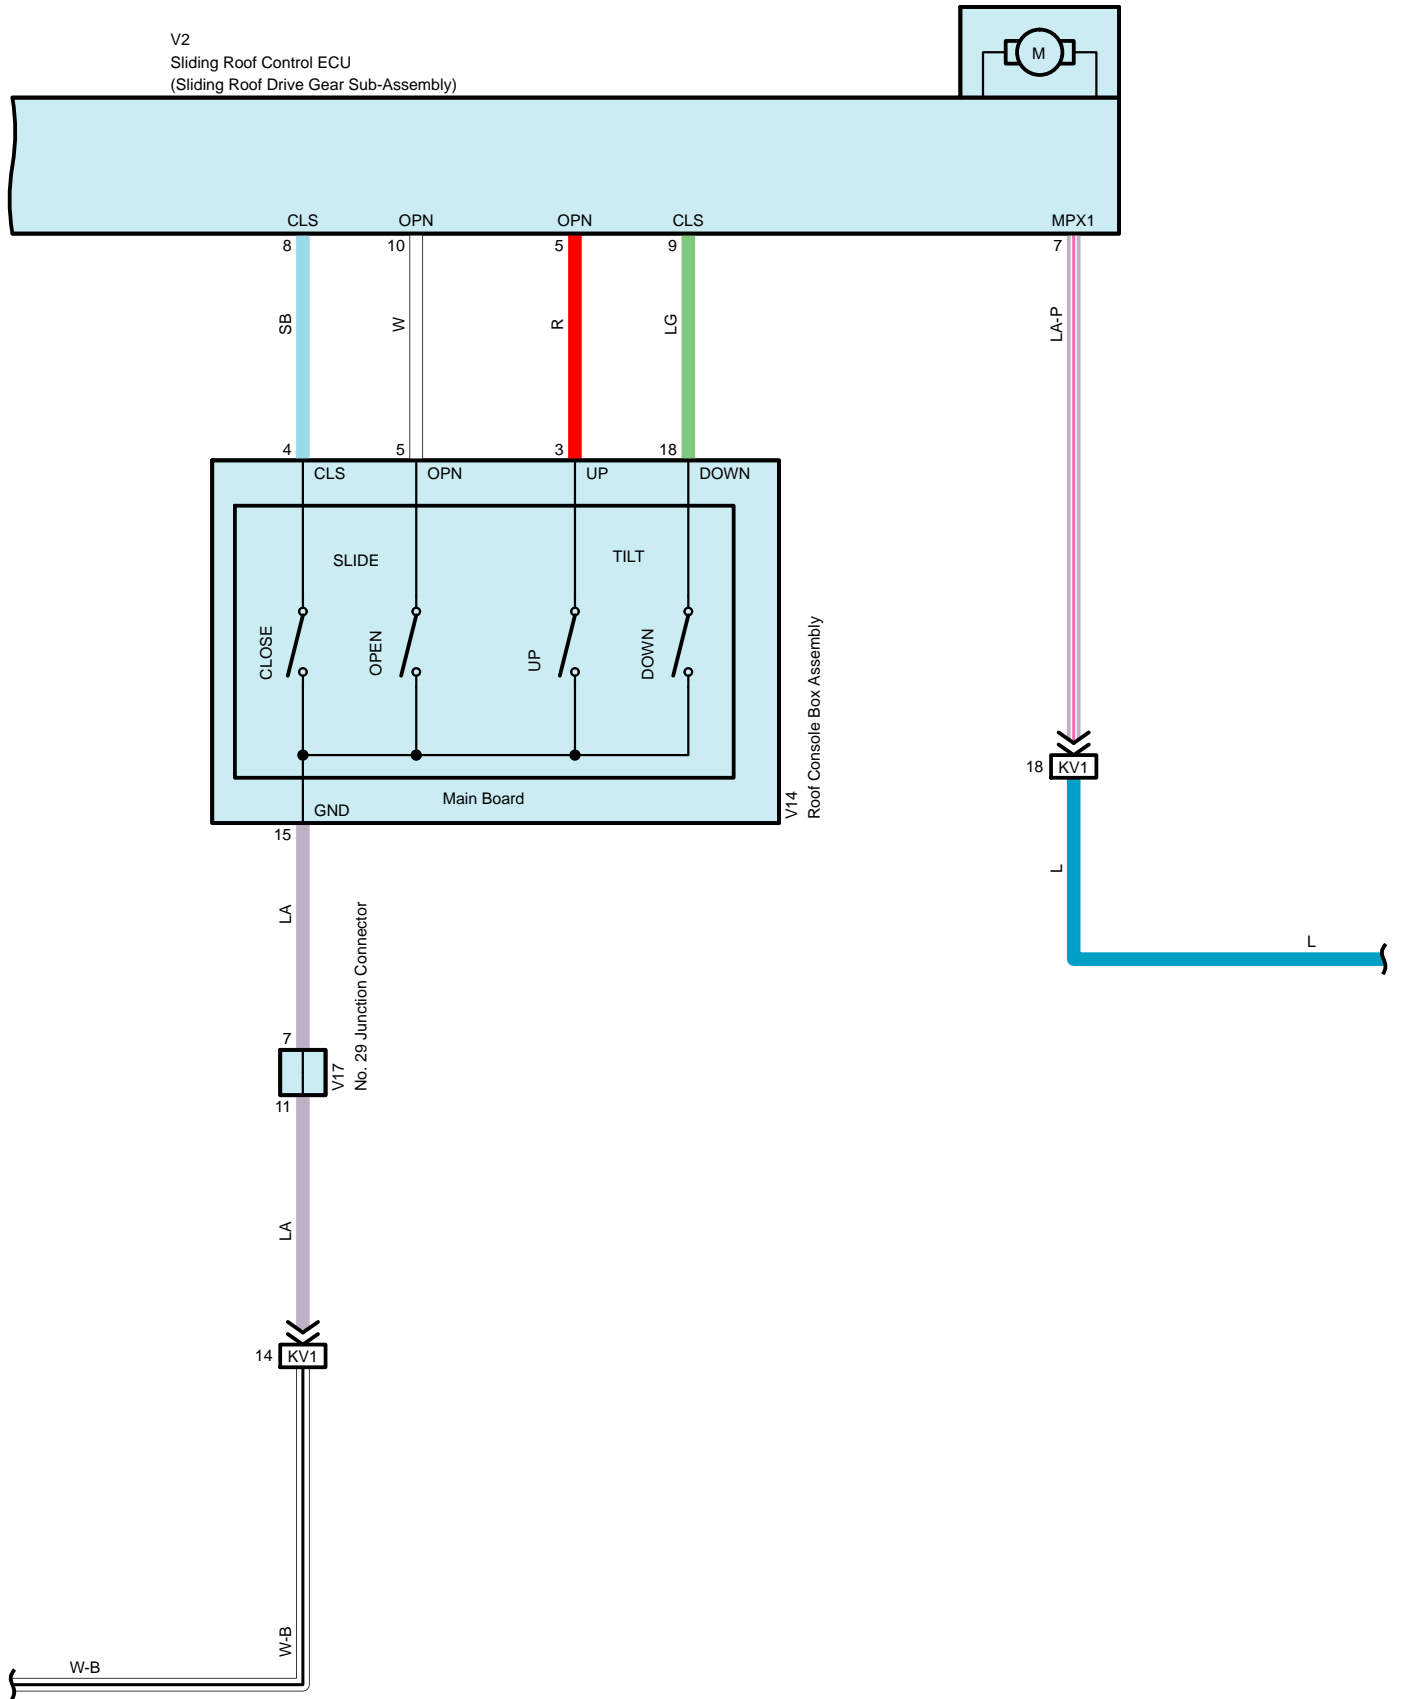 V2
Sliding Roof Control ECU
(Sliding Roof Drive Gear Sub-Assembly)
M
CLS OPN OPN CLS MPX1
8 10 5 9 7
SB W R LG LA-P
4 5 3 18
CLS OPN UP DOWN
SLIDE TILT
CLOSE OPEN UP DOWN
Main Board
GND
V14
Roof Console Box Assembly
18 KV1
15
L
LA
L
7
V17
No. 29 Junction Connector
11
LA
14 KV1
W-B
W-B